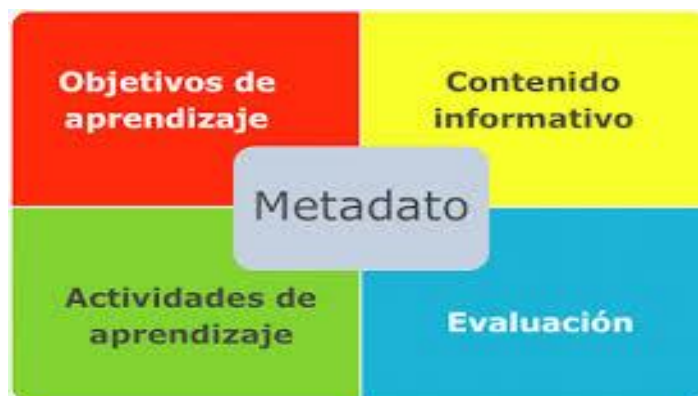 Objetivos de
aprendizaje
Contenido
informativo
Metadato
Actividades de
aprendizaje
Evaluación